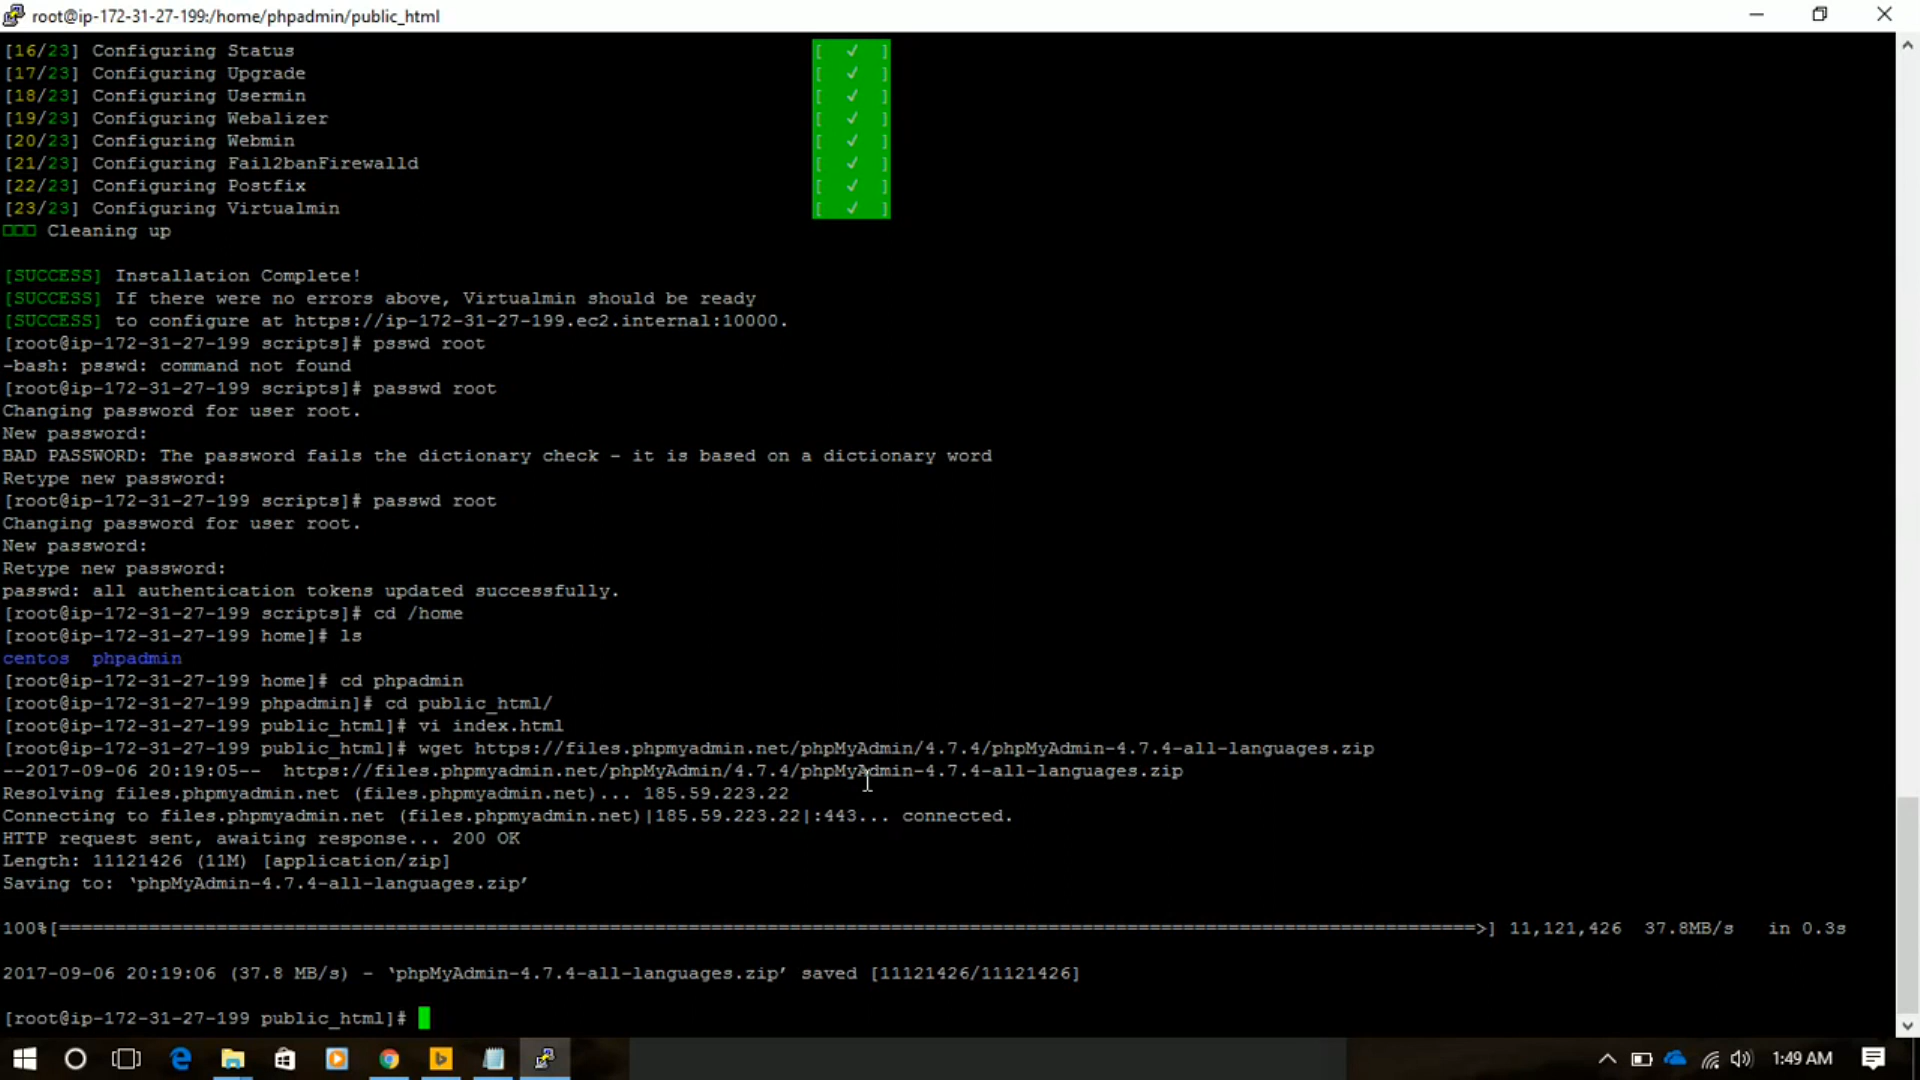 root@ip-172-31-27-199:/home/phpadmin/public_html
[16/23] Configuring Status [ ✓ ]
[17/23] Configuring Upgrade [ ✓ ]
[18/23] Configuring Usermin [ ✓ ]
[19/23] Configuring Webalizer [ ✓ ]
[20/23] Configuring Webmin [ ✓ ]
[21/23] Configuring Fail2banFirewalld [ ✓ ]
[22/23] Configuring Postfix [ ✓ ]
[23/23] Configuring Virtualmin [ ✓ ]
□□□ Cleaning up
[SUCCESS] Installation Complete!
[SUCCESS] If there were no errors above, Virtualmin should be ready
[SUCCESS] to configure at https://ip-172-31-27-199.ec2.internal:10000.
[root@ip-172-31-27-199 scripts]# psswd root
-bash: psswd: command not found
[root@ip-172-31-27-199 scripts]# passwd root
Changing password for user root.
New password:
BAD PASSWORD: The password fails the dictionary check - it is based on a dictionary word
Retype new password:
[root@ip-172-31-27-199 scripts]# passwd root
Changing password for user root.
New password:
Retype new password:
passwd: all authentication tokens updated successfully.
[root@ip-172-31-27-199 scripts]# cd /home
[root@ip-172-31-27-199 home]# ls
centos  phpadmin
[root@ip-172-31-27-199 home]# cd phpadmin
[root@ip-172-31-27-199 phpadmin]# cd public_html/
[root@ip-172-31-27-199 public_html]# vi index.html
[root@ip-172-31-27-199 public_html]# wget https://files.phpmyadmin.net/phpMyAdmin/4.7.4/phpMyAdmin-4.7.4-all-languages.zip
--2017-09-06 20:19:05--  https://files.phpmyadmin.net/phpMyAdmin/4.7.4/phpMyAdmin-4.7.4-all-languages.zip
Resolving files.phpmyadmin.net (files.phpmyadmin.net)... 185.59.223.22
Connecting to files.phpmyadmin.net (files.phpmyadmin.net)|185.59.223.22|:443... connected.
HTTP request sent, awaiting response... 200 OK
Length: 11121426 (11M) [application/zip]
Saving to: ‘phpMyAdmin-4.7.4-all-languages.zip’
100%[==============================================================================================================================>] 11,121,426  37.8MB/s   in 0.3s
2017-09-06 20:19:06 (37.8 MB/s) - ‘phpMyAdmin-4.7.4-all-languages.zip’ saved [11121426/11121426]
[root@ip-172-31-27-199 public_html]#
1:49 AM